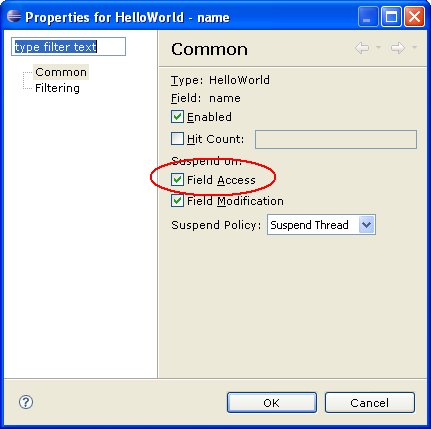 Properties for HelloWorld - name
type filter text
Common
Filtering
Common
Type: HelloWorld
Field: name
Enabled
Hit Count:
Suspend on:
Field Access
Field Modification
Suspend Policy: Suspend Thread
?
OK Cancel